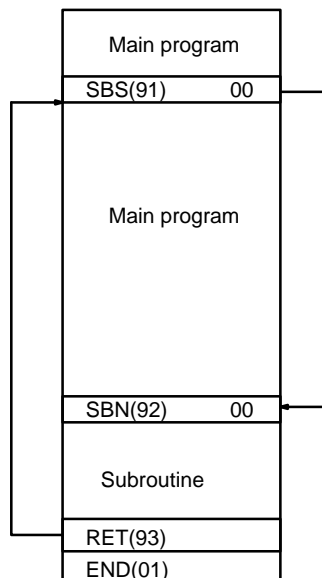 Main program
SBS(91) 00
Main program
SBN(92) 00
Subroutine
RET(93)
END(01)